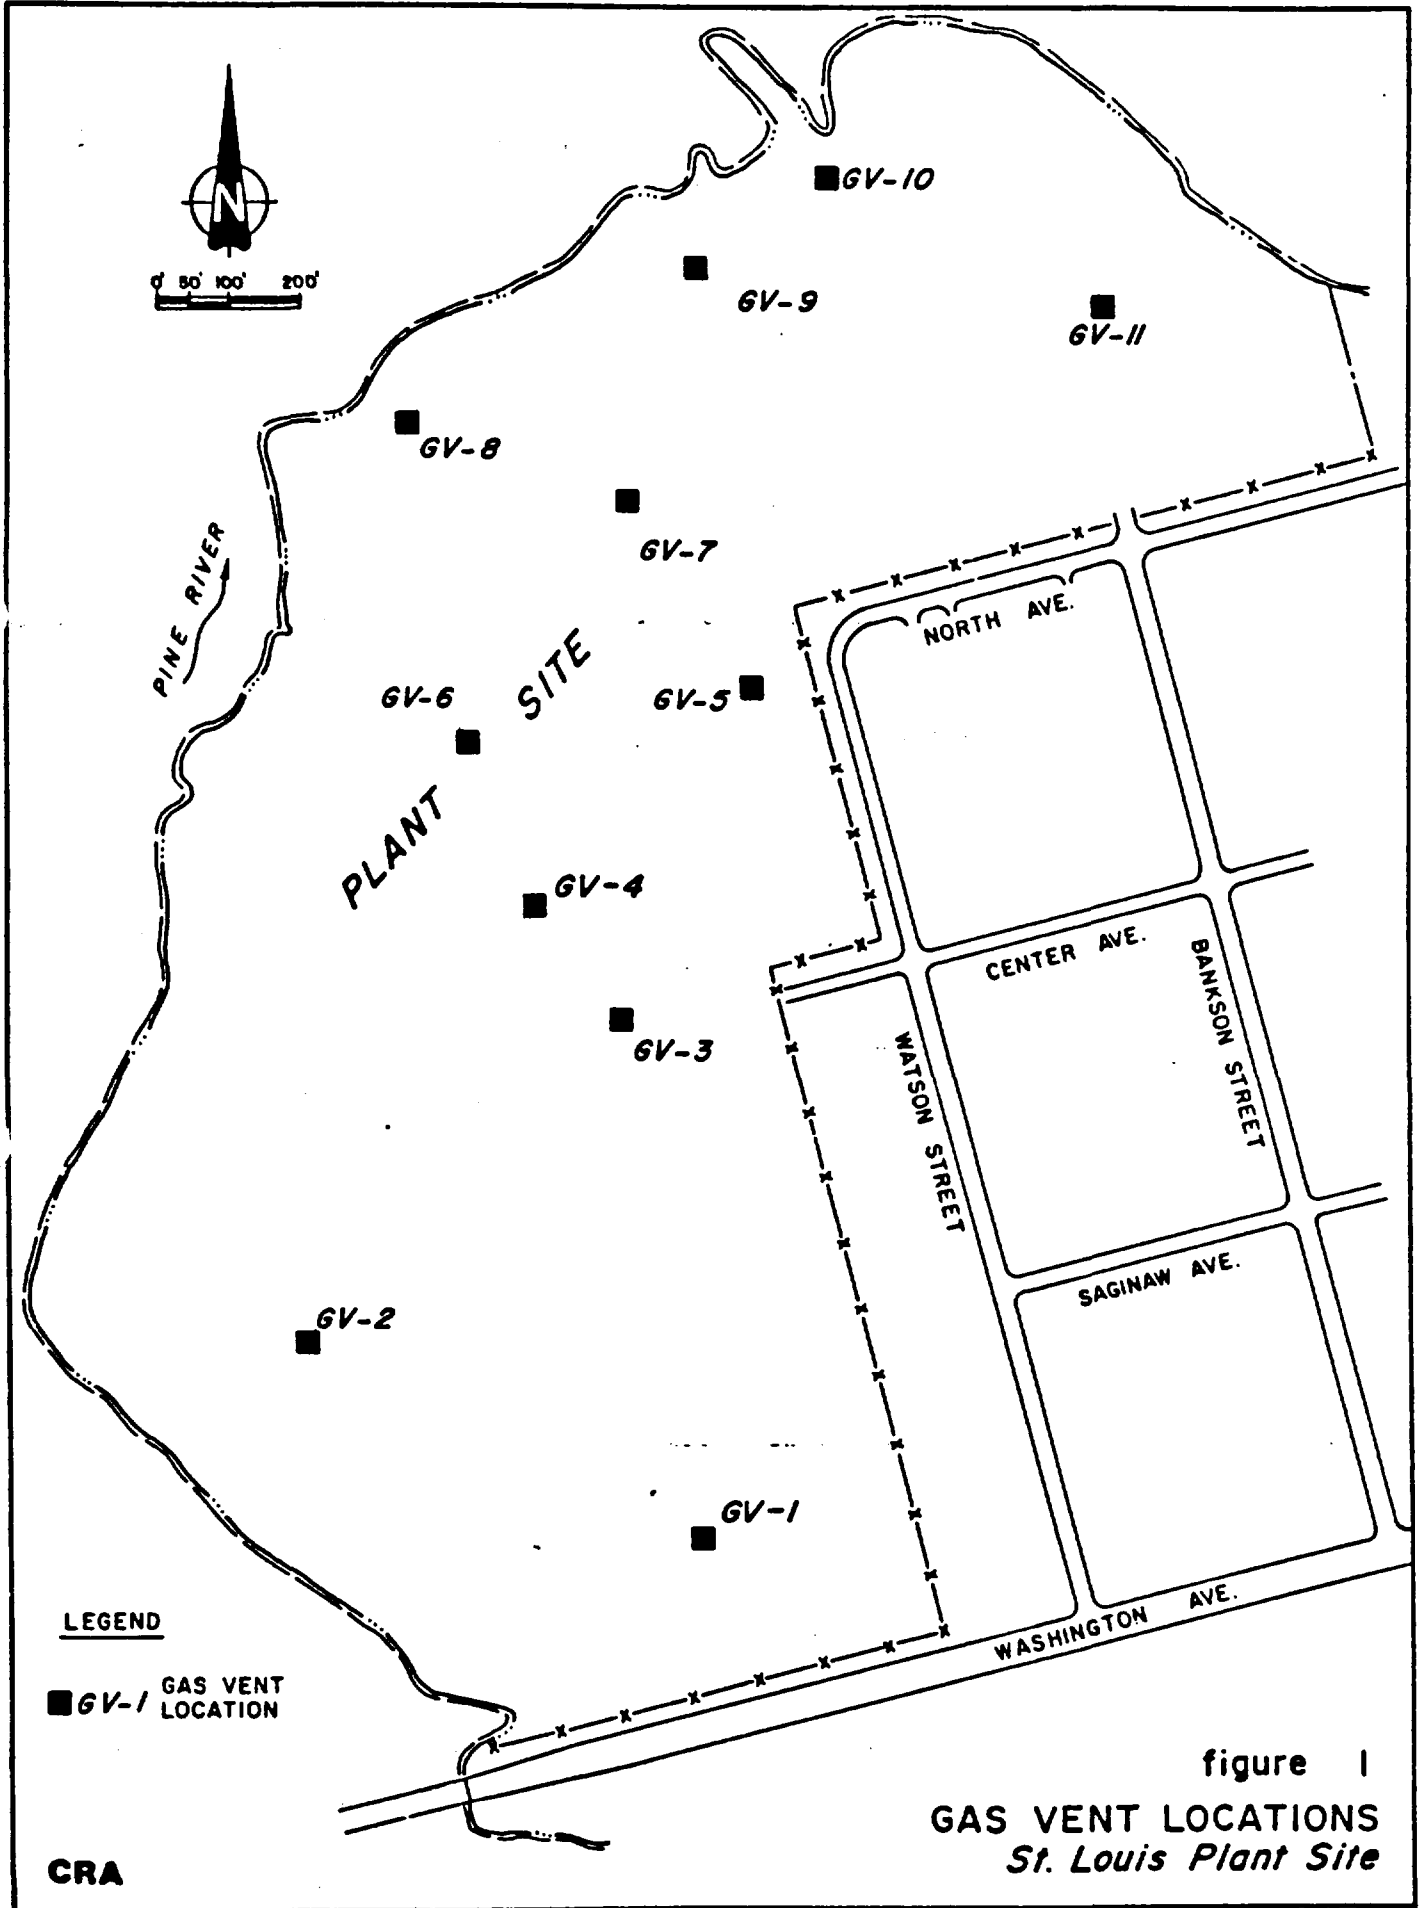 N
0' 50' 100' 200'
GV-10
GV-9
GV-11
GV-8
GV-7
PINE RIVER
NORTH AVE.
GV-6
GV-5
PLANT SITE
GV-4
CENTER AVE.
BANKSON STREET
GV-3
WATSON STREET
SAGINAW AVE.
GV-2
GV-1
WASHINGTON AVE.
LEGEND
GV-1 GAS VENT
LOCATION
figure 1
GAS VENT LOCATIONS
St. Louis Plant Site
CRA